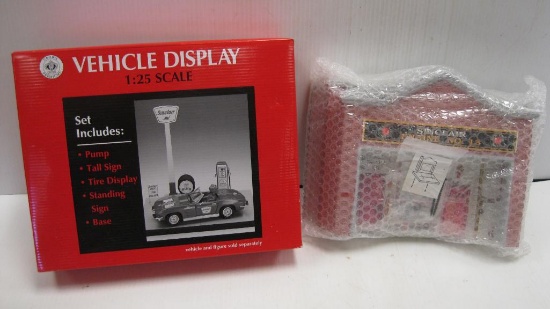 VEHICLE DISPLAY
1:25 SCALE
Set
Includes:
• Pump
• Tall Sign
• Tire Display
• Standing
Sign
• Base
Sinclair
vehicle and figure sold separately
SINCLAIR